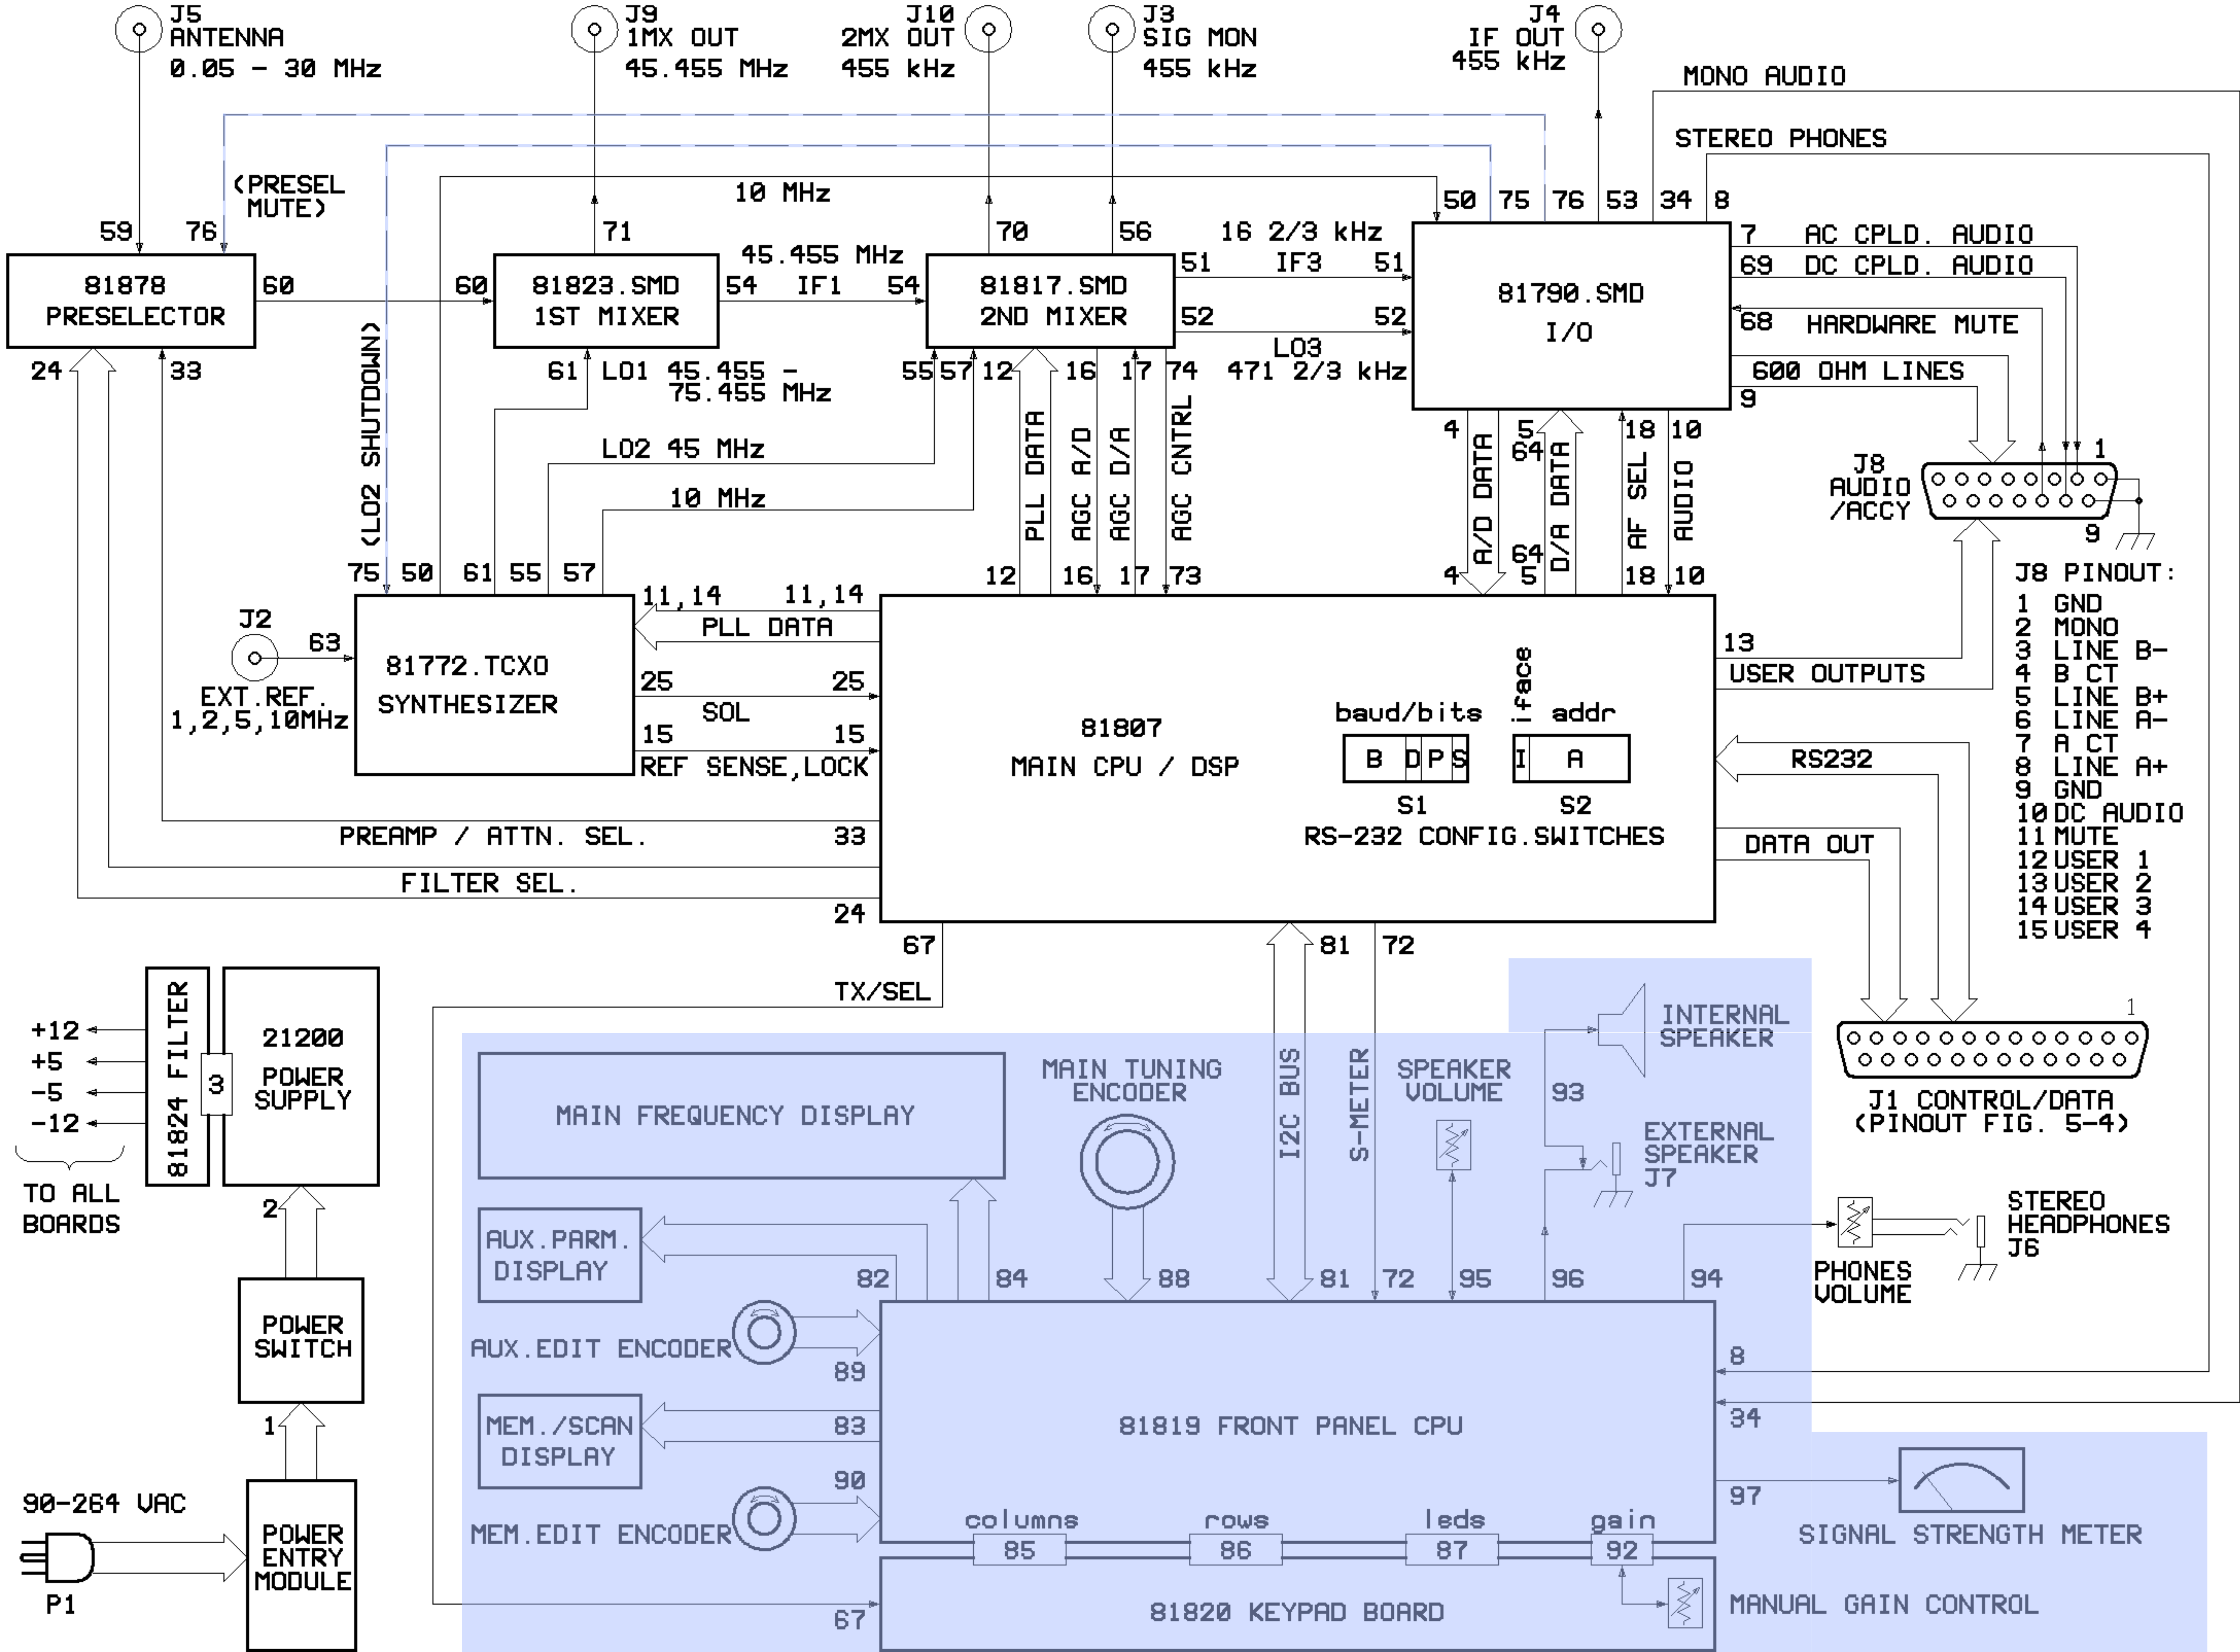 J5
ANTENNA
0.05 - 30 MHz
J9
1MX OUT
45.455 MHz
J10
2MX OUT
455 kHz
J3
SIG MON
455 kHz
J4
IF OUT
455 kHz
MONO AUDIO
STEREO PHONES
(PRESEL
MUTE)
10 MHz
59
76
71
70
56
50
75
76
53
34
8
81878
PRESELECTOR
60
60
81823.SMD
1ST MIXER
45.455 MHz
54
IF1
54
81817.SMD
2ND MIXER
16 2/3 kHz
51
IF3
51
52
52
LO3
471 2/3 kHz
81790.SMD
I/O
7
AC CPLD. AUDIO
69
DC CPLD. AUDIO
68
HARDWARE MUTE
600 OHM LINES
9
24
33
(LO2 SHUTDOWN)
61
LO1 45.455 -
75.455 MHz
55
57
12
16
17
74
LO2 45 MHz
10 MHz
PLL DATA
AGC A/D
AGC D/A
AGC CNTRL
4
5
64
18
10
A/D DATA
D/A DATA
AF SEL
AUDIO
J8
AUDIO
/ACCY
1
9
75
50
61
55
57
12
16
17
73
4
64
5
18
10
J2
63
EXT.REF.
1,2,5,10MHz
81772.TCXO
SYNTHESIZER
11,14
11,14
PLL DATA
25
25
SOL
15
15
REF SENSE,LOCK
81807
MAIN CPU / DSP
baud/bits
iface
addr
B
D
P
S
I
A
S1
S2
RS-232 CONFIG.SWITCHES
13
USER OUTPUTS
RS232
DATA OUT
J8 PINOUT:
1 GND
2 MONO
3 LINE B-
4 B CT
5 LINE B+
6 LINE A-
7 A CT
8 LINE A+
9 GND
10 DC AUDIO
11 MUTE
12 USER 1
13 USER 2
14 USER 3
15 USER 4
PREAMP / ATTN. SEL.
33
FILTER SEL.
24
67
81
72
TX/SEL
+12
+5
-5
-12
TO ALL
BOARDS
81824 FILTER
3
21200
POWER
SUPPLY
2
POWER
SWITCH
1
90-264 VAC
P1
POWER
ENTRY
MODULE
MAIN FREQUENCY DISPLAY
MAIN TUNING
ENCODER
I2C BUS
S-METER
SPEAKER
VOLUME
INTERNAL
SPEAKER
93
EXTERNAL
SPEAKER
J7
1
J1 CONTROL/DATA
(PINOUT FIG. 5-4)
AUX.PARM.
DISPLAY
82
84
88
81
72
95
96
94
STEREO
HEADPHONES
J6
PHONES
VOLUME
AUX.EDIT ENCODER
89
8
MEM./SCAN
DISPLAY
83
81819 FRONT PANEL CPU
34
90
MEM.EDIT ENCODER
97
SIGNAL STRENGTH METER
columns
rows
leds
gain
85
86
87
92
67
81820 KEYPAD BOARD
MANUAL GAIN CONTROL